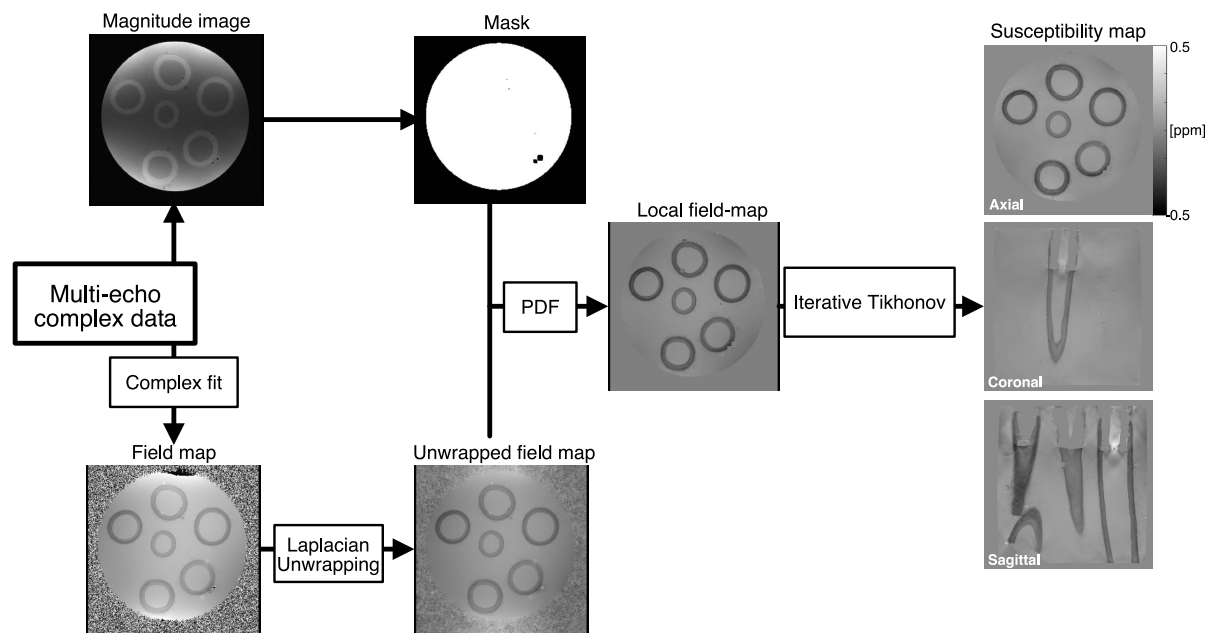 Magnitude image
Mask
Susceptibility map
0.5
[ppm]
-0.5
Axial
Local field-map
Multi-echo
complex data
PDF
Iterative Tikhonov
Complex fit
Coronal
Field map
Unwrapped field map
Laplacian
Unwrapping
Sagittal